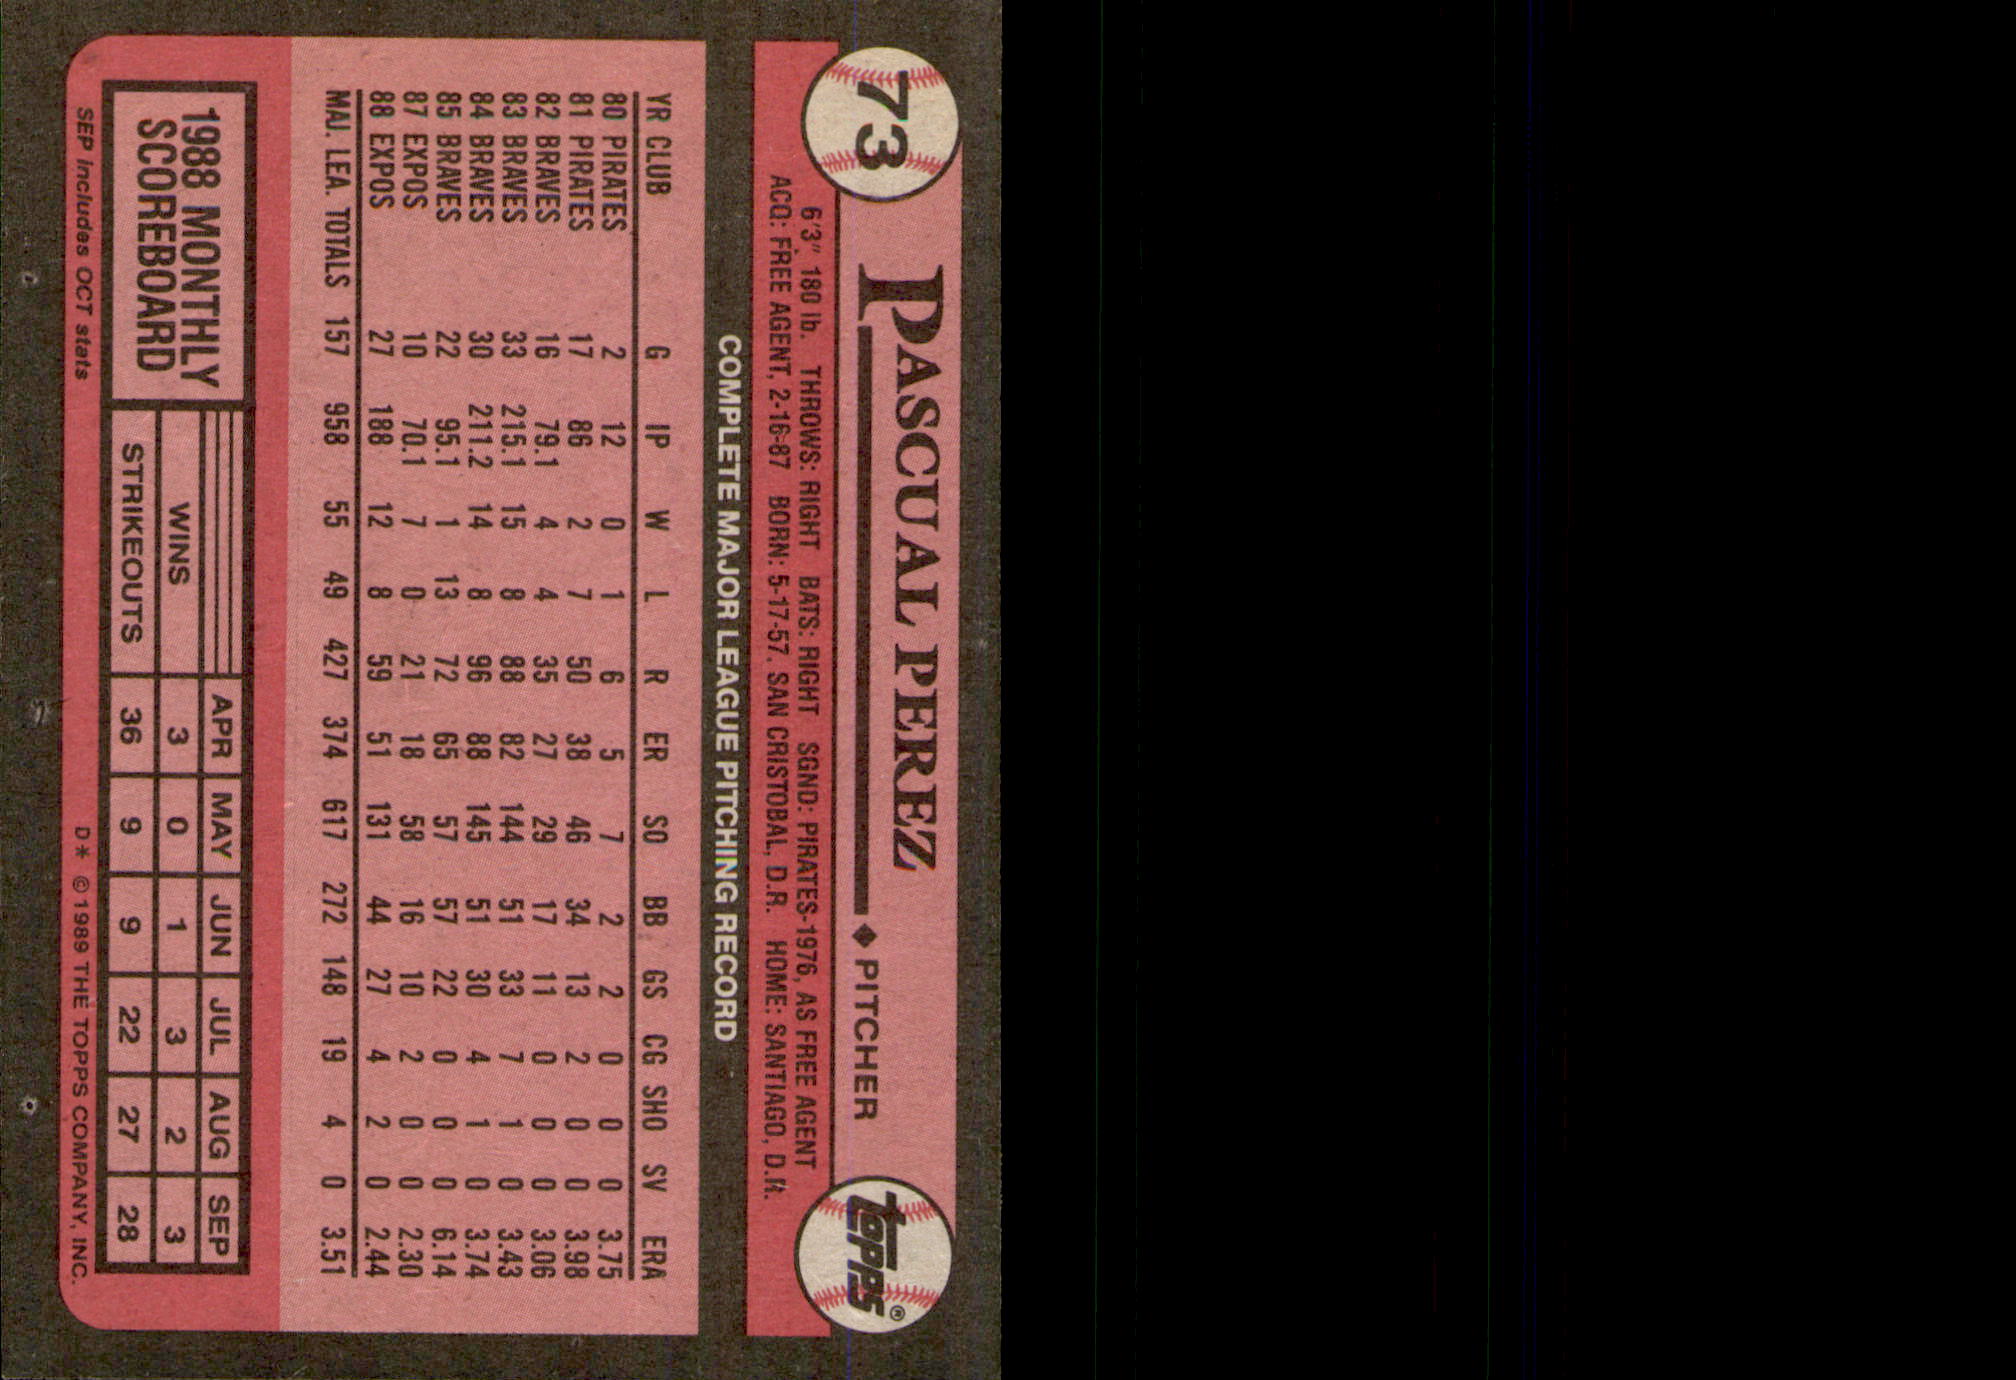 73
PASCUAL PEREZ
◆ PITCHER
TOPPS®
6'3" 180 lb. THROWS: RIGHT BATS: RIGHT SGND: PIRATES-1976, AS FREE AGENT
ACQ: FREE AGENT, 2-16-87 BORN: 5-17-57, SAN CRISTOBAL, D.R. HOME: SANTIAGO, D.R.
COMPLETE MAJOR LEAGUE PITCHING RECORD
YR CLUB G IP W L R ER SO BB GS CG SHO SV ERA
80 PIRATES 2 12 0 1 6 5 7 2 2 0 0 0 3.75
81 PIRATES 17 86 2 7 50 38 46 34 13 2 0 0 3.98
82 BRAVES 16 79.1 4 4 35 27 29 17 11 0 0 0 3.06
83 BRAVES 33 215.1 15 8 88 82 144 51 33 7 1 0 3.43
84 BRAVES 30 211.2 14 8 96 88 145 51 30 4 1 0 3.74
85 BRAVES 22 95.1 1 13 72 65 57 57 22 0 0 0 6.14
87 EXPOS 10 70.1 7 0 21 18 58 16 10 2 0 0 2.30
88 EXPOS 27 188 12 8 59 51 131 44 27 4 2 0 2.44
MAJ. LEA. TOTALS 157 958 55 49 427 374 617 272 148 19 4 0 3.51
1988 MONTHLY
SCOREBOARD
APR MAY JUN JUL AUG SEP
WINS 3 0 1 3 2 3
STRIKEOUTS 36 9 9 22 27 28
SEP includes OCT stats
D* © 1989 THE TOPPS COMPANY, INC.